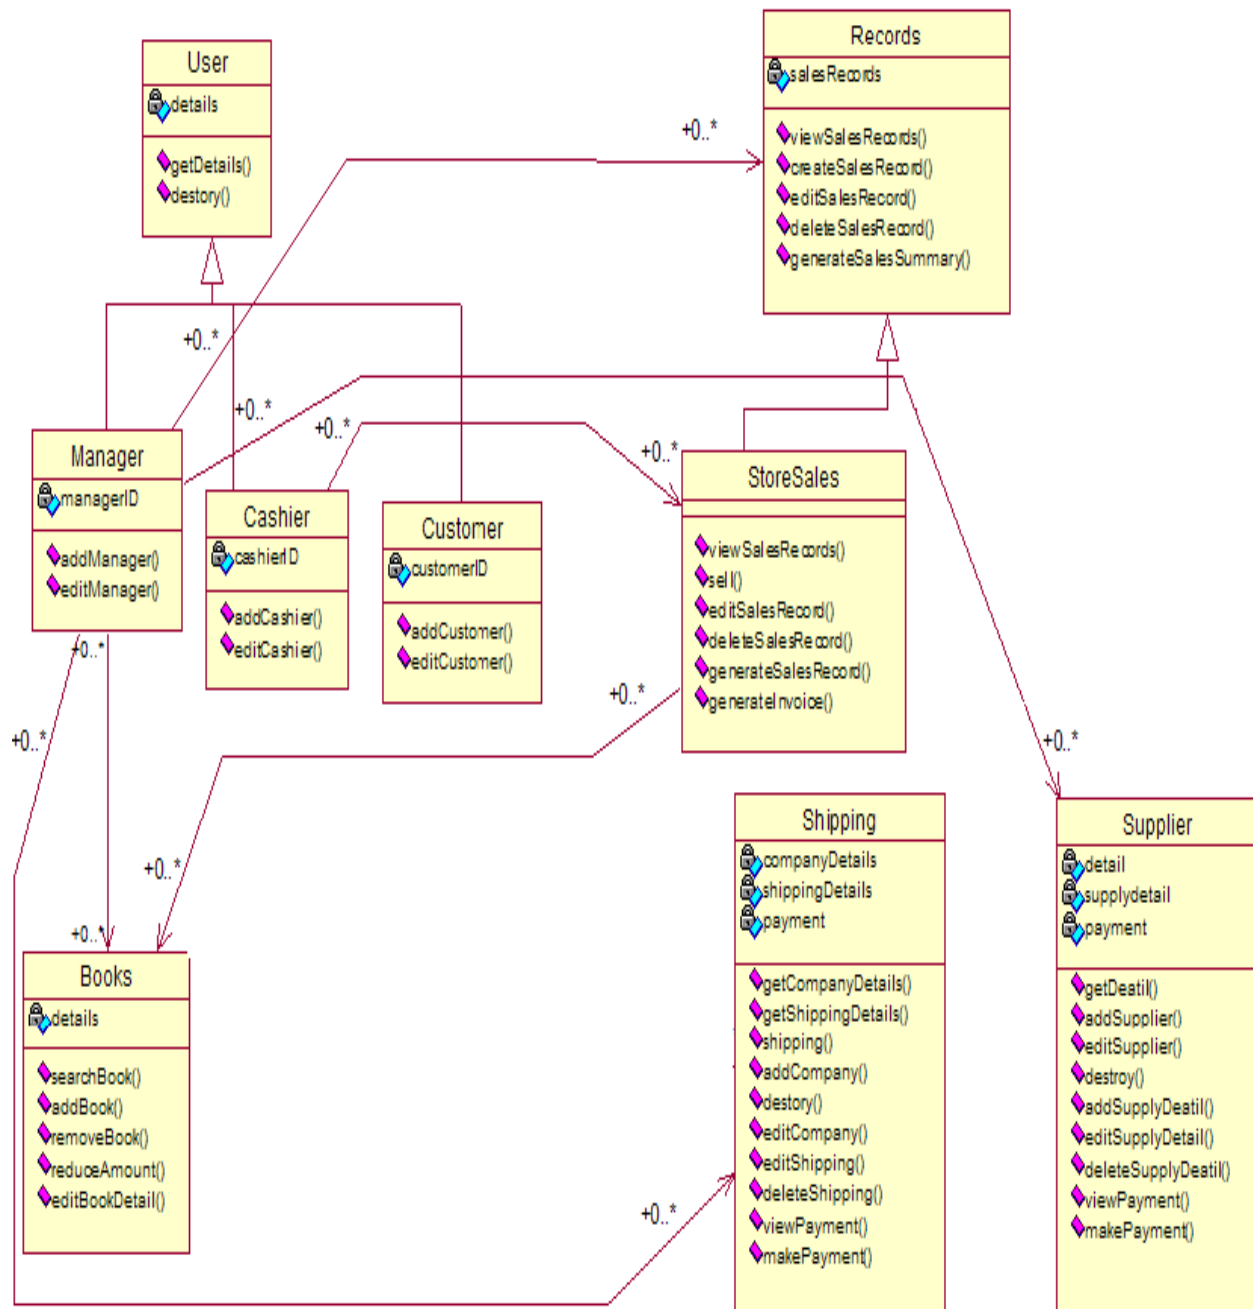 User
details
getDetails()
destory()
Records
salesRecords
viewSalesRecords()
createSalesRecord()
editSalesRecord()
deleteSalesRecord()
generateSalesSummary()
+0..*
+0..*
+0..*
+0..*
+0..*
Manager
managerID
addManager()
editManager()
Cashier
cashierID
addCashier()
editCashier()
Customer
customerID
addCustomer()
editCustomer()
StoreSales
viewSalesRecords()
sell()
editSalesRecord()
deleteSalesRecord()
generateSalesRecord()
generateInvoice()
+0..*
+0..*
+0..*
+0..*
+0..*
+0..*
+0..*
Books
details
searchBook()
addBook()
removeBook()
reduceAmount()
editBookDetail()
Shipping
companyDetails
shippingDetails
payment
getCompanyDetails()
getShippingDetails()
shipping()
addCompany()
destory()
editCompany()
editShipping()
deleteShipping()
viewPayment()
makePayment()
Supplier
detail
supplydetail
payment
getDeatil()
addSupplier()
editSupplier()
destroy()
addSupplyDeatil()
editSupplyDetail()
deleteSupplyDeatil()
viewPayment()
makePayment()